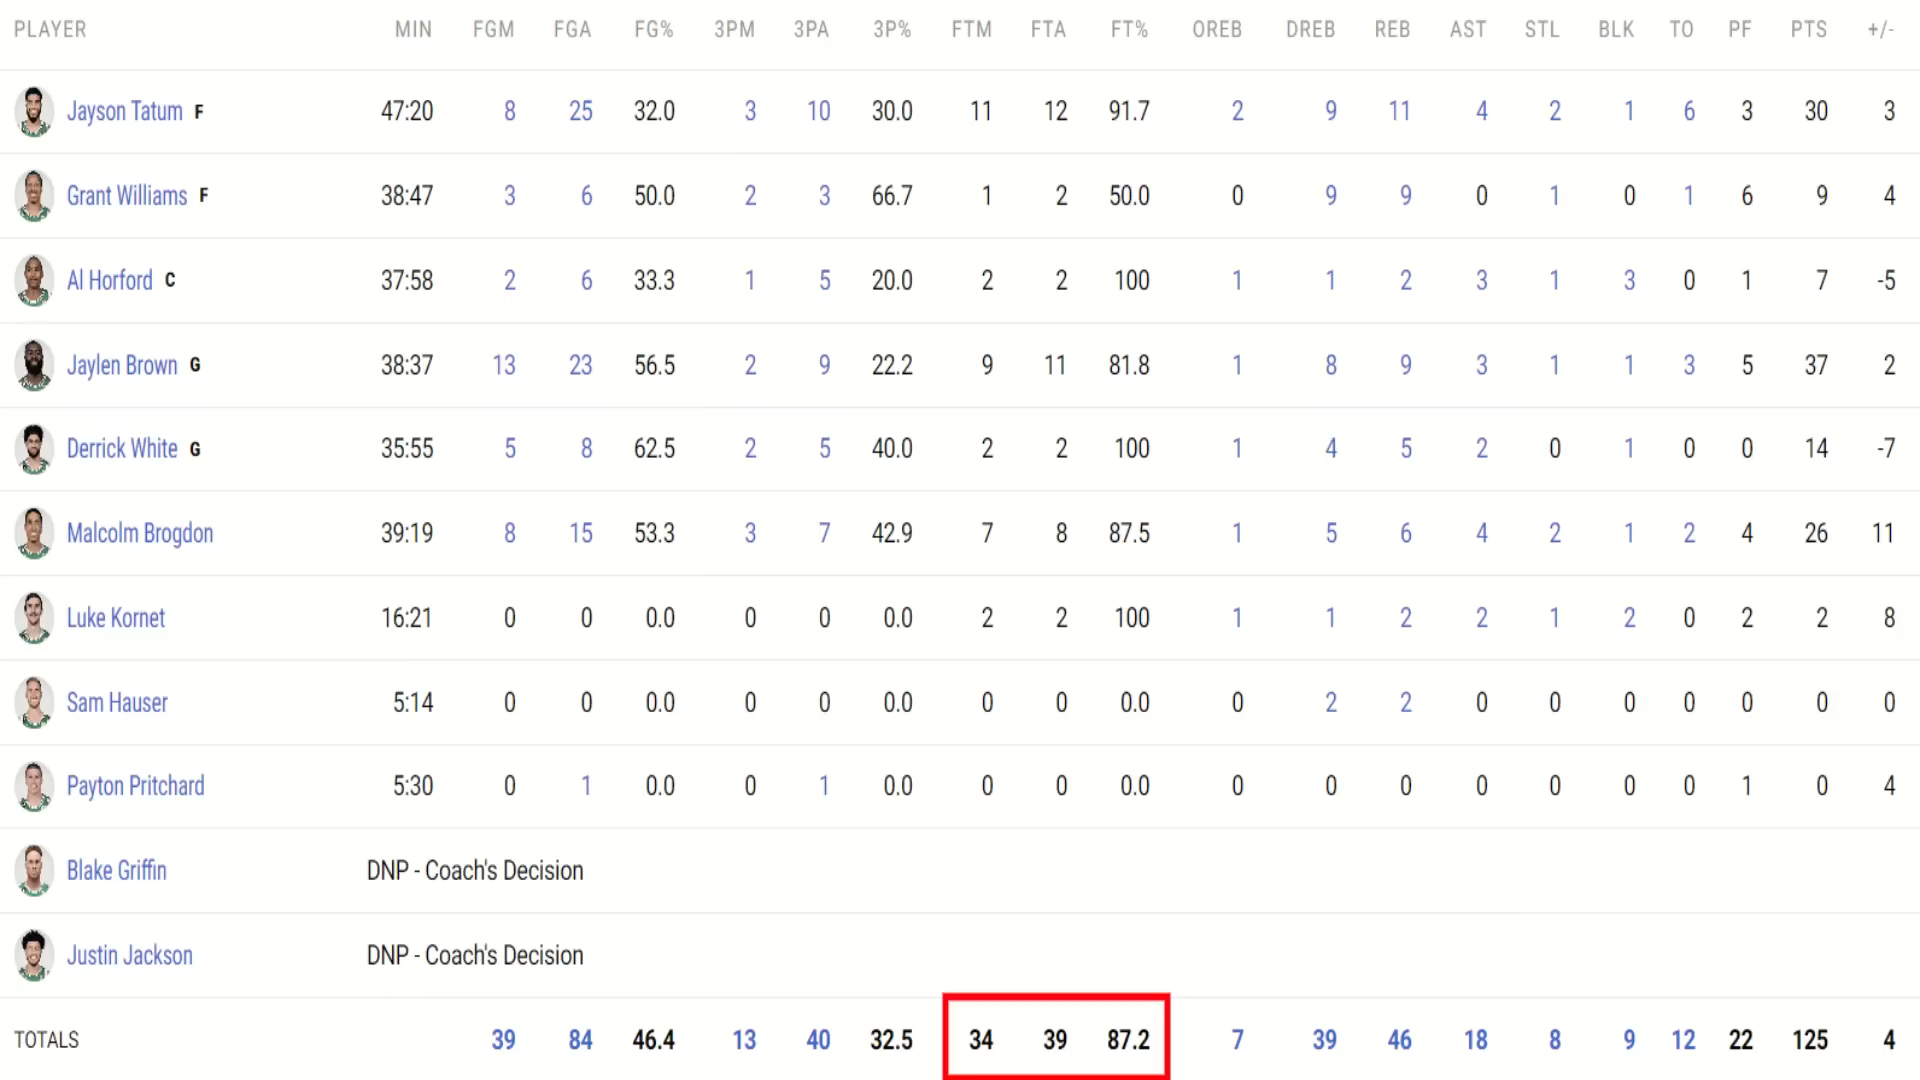 PLAYER MIN FGM FGA FG% 3PM 3PA 3P% FTM FTA FT% OREB DREB REB AST STL BLK TO PF PTS +/-
Jayson Tatum F 47:20 8 25 32.0 3 10 30.0 11 12 91.7 2 9 11 4 2 1 6 3 30 3
Grant Williams F 38:47 3 6 50.0 2 3 66.7 1 2 50.0 0 9 9 0 1 0 1 6 9 4
Al Horford C 37:58 2 6 33.3 1 5 20.0 2 2 100 1 1 2 3 1 3 0 1 7 -5
Jaylen Brown G 38:37 13 23 56.5 2 9 22.2 9 11 81.8 1 8 9 3 1 1 3 5 37 2
Derrick White G 35:55 5 8 62.5 2 5 40.0 2 2 100 1 4 5 2 0 1 0 0 14 -7
Malcolm Brogdon 39:19 8 15 53.3 3 7 42.9 7 8 87.5 1 5 6 4 2 1 2 4 26 11
Luke Kornet 16:21 0 0 0.0 0 0 0.0 2 2 100 1 1 2 2 1 2 0 2 2 8
Sam Hauser 5:14 0 0 0.0 0 0 0.0 0 0 0.0 0 2 2 0 0 0 0 0 0 0
Payton Pritchard 5:30 0 1 0.0 0 1 0.0 0 0 0.0 0 0 0 0 0 0 0 1 0 4
Blake Griffin DNP - Coach's Decision
Justin Jackson DNP - Coach's Decision
TOTALS 39 84 46.4 13 40 32.5 34 39 87.2 7 39 46 18 8 9 12 22 125 4